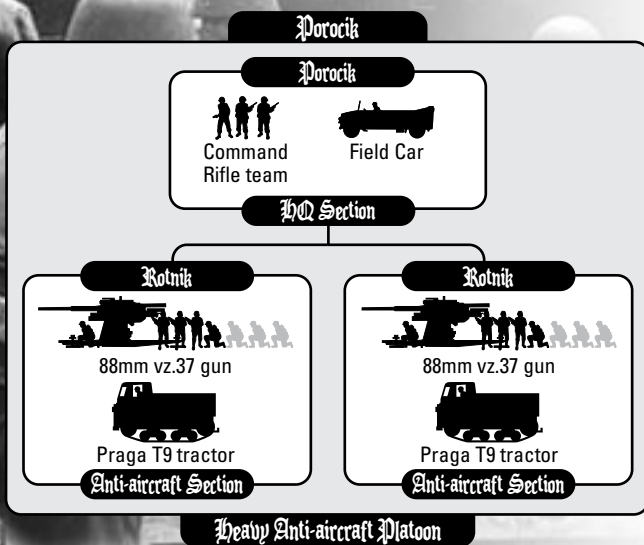 Porocik
Porocik
Command
Rifle team
Field Car
HQ Section
Rotnik
88mm vz.37 gun
Praga T9 tractor
Anti-aircraft Section
Rotnik
88mm vz.37 gun
Praga T9 tractor
Anti-aircraft Section
Heavy Anti-aircraft Platoon